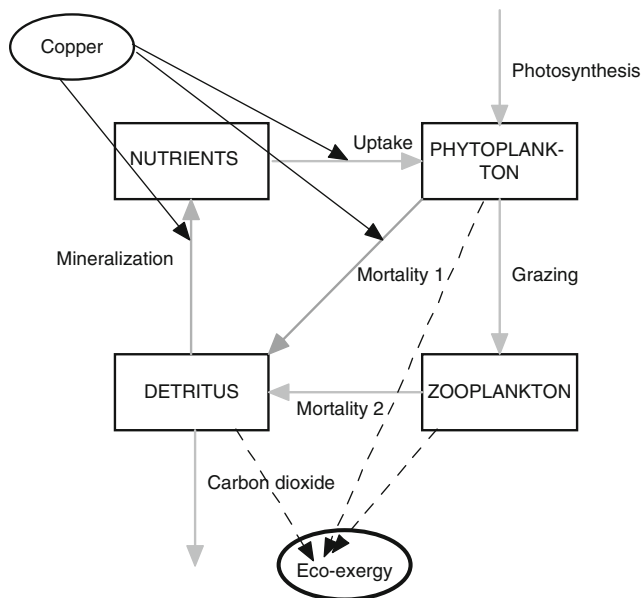 Copper
Photosynthesis
NUTRIENTS
Uptake
PHYTOPLANK-
TON
Mineralization
Mortality 1
Grazing
DETRITUS
Mortality 2
ZOOPLANKTON
Carbon dioxide
Eco-exergy